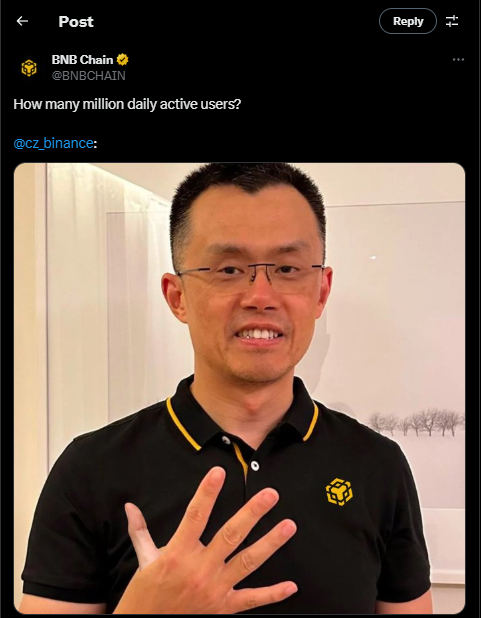 Post
Reply
BNB Chain
@BNBCHAIN
How many million daily active users?
@cz_binance: